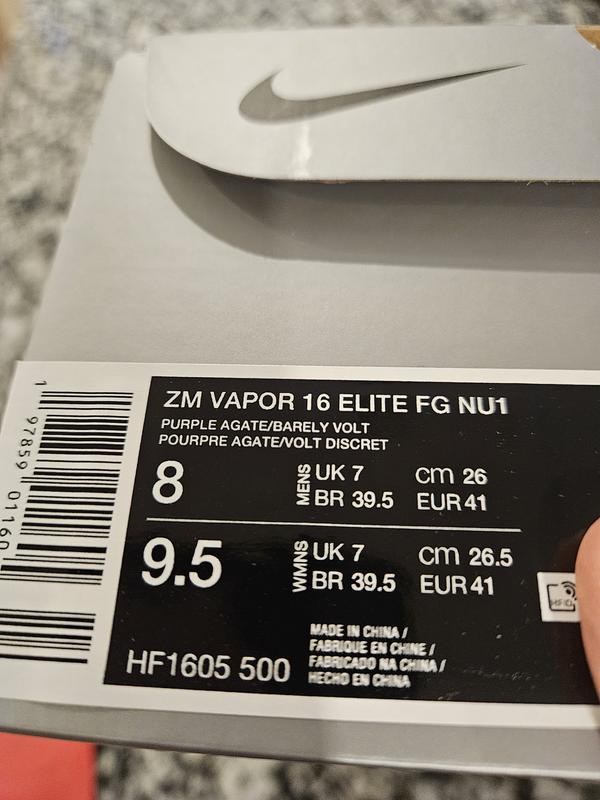 ZM VAPOR 16 ELITE FG NU1
PURPLE AGATE/BARELY VOLT
POURPRE AGATE/VOLT DISCRET
8 MENS UK 7 cm 26
BR 39.5 EUR 41
9.5 WMNS UK 7 cm 26.5
BR 39.5 EUR 41
RFID
HF1605 500
MADE IN CHINA /
FABRIQUE EN CHINE /
FABRICADO NA CHINA /
HECHO EN CHINA
1 97859 01160